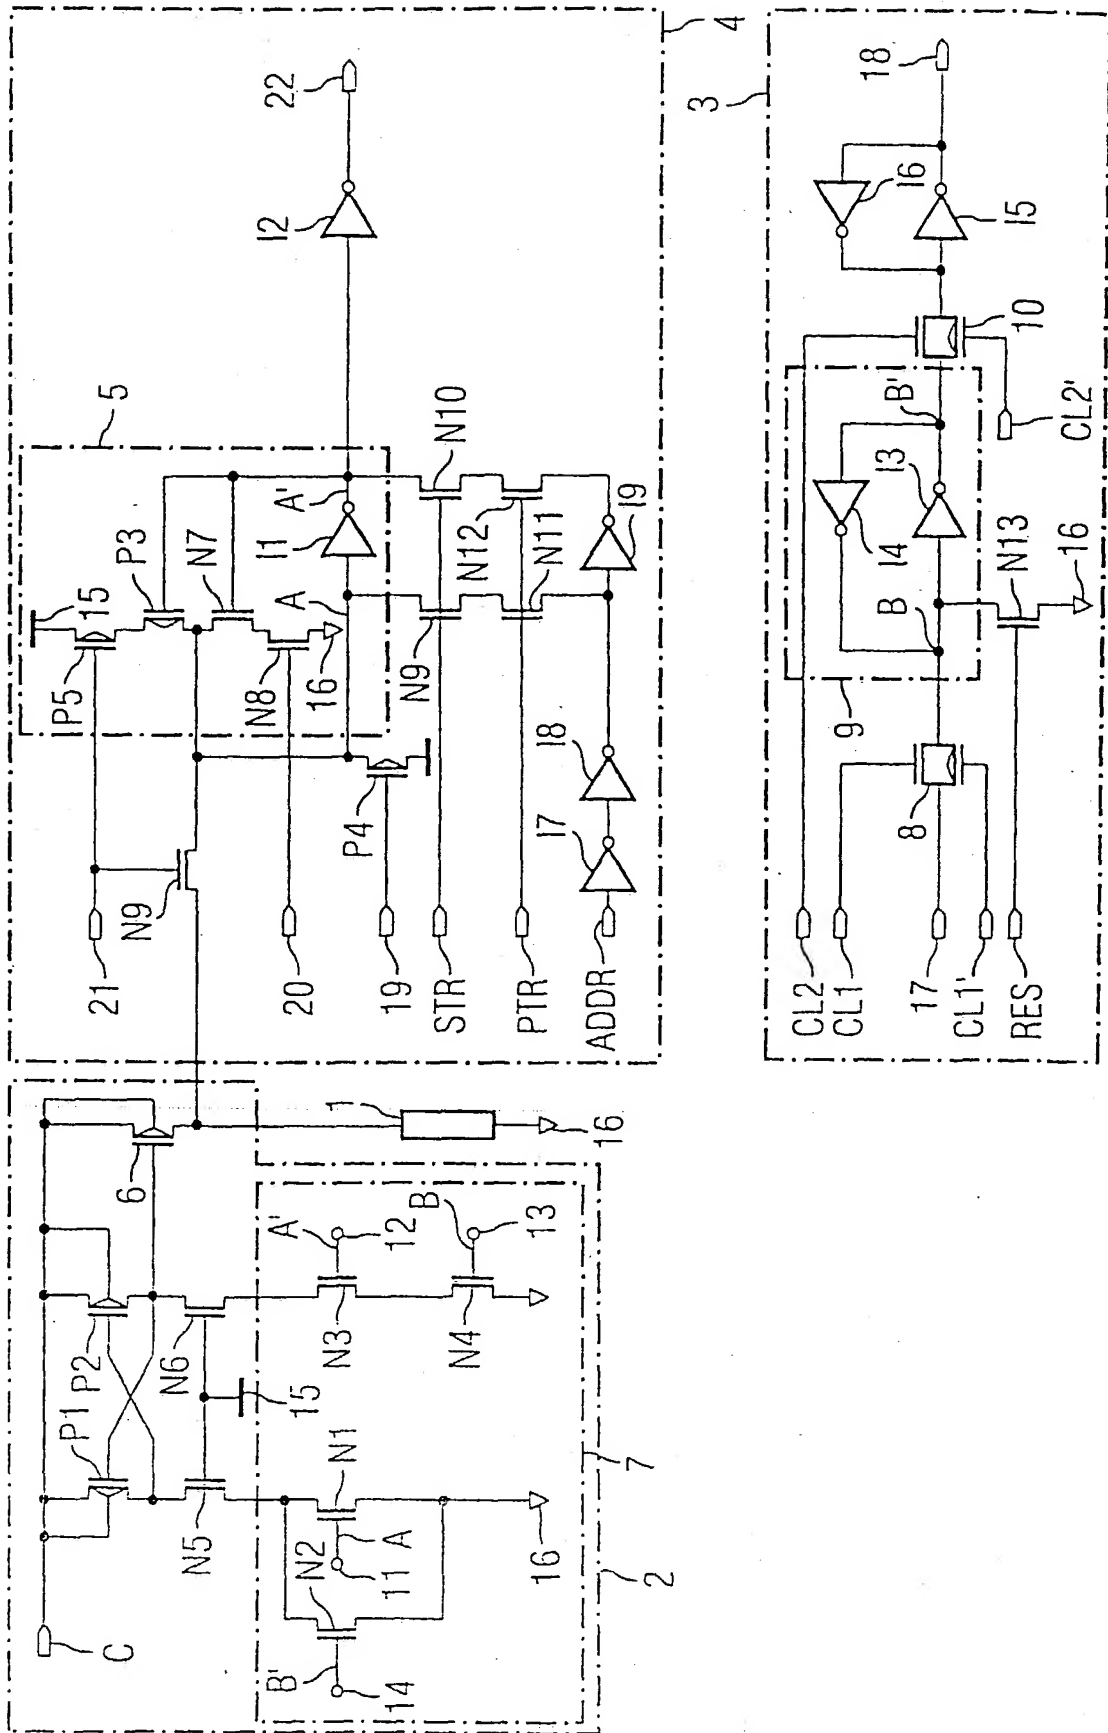 4
22
I2
5
P5
15
P3
N7
N8
16
A
A'
I1
N10
N9
N12
N11
I9
21
N9
20
P4
19
STR
PTR
I7
I8
ADDR
3
18
I6
I5
10
CL2'
B'
I4
I3
B
N13
16
9
8
CL2
CL1
17
CL1'
RES
6
1
16
P1
P2
N5
N6
15
A'
12
N3
B
13
N4
C
N2
N1
A
11
B'
14
16
7
2